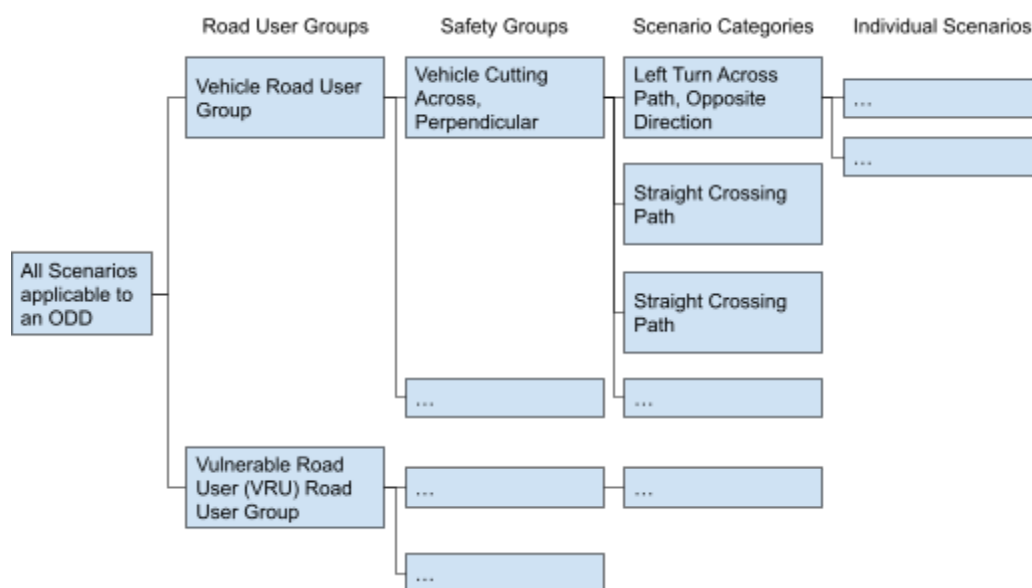 Road User Groups
Safety Groups
Scenario Categories
Individual Scenarios
Vehicle Road User
Group
Vehicle Cutting
Across,
Perpendicular
Left Turn Across
Path, Opposite
Direction
...
...
Straight Crossing
Path
All Scenarios
applicable to
an ODD
Straight Crossing
Path
...
...
Vulnerable Road
User (VRU) Road
User Group
...
...
...